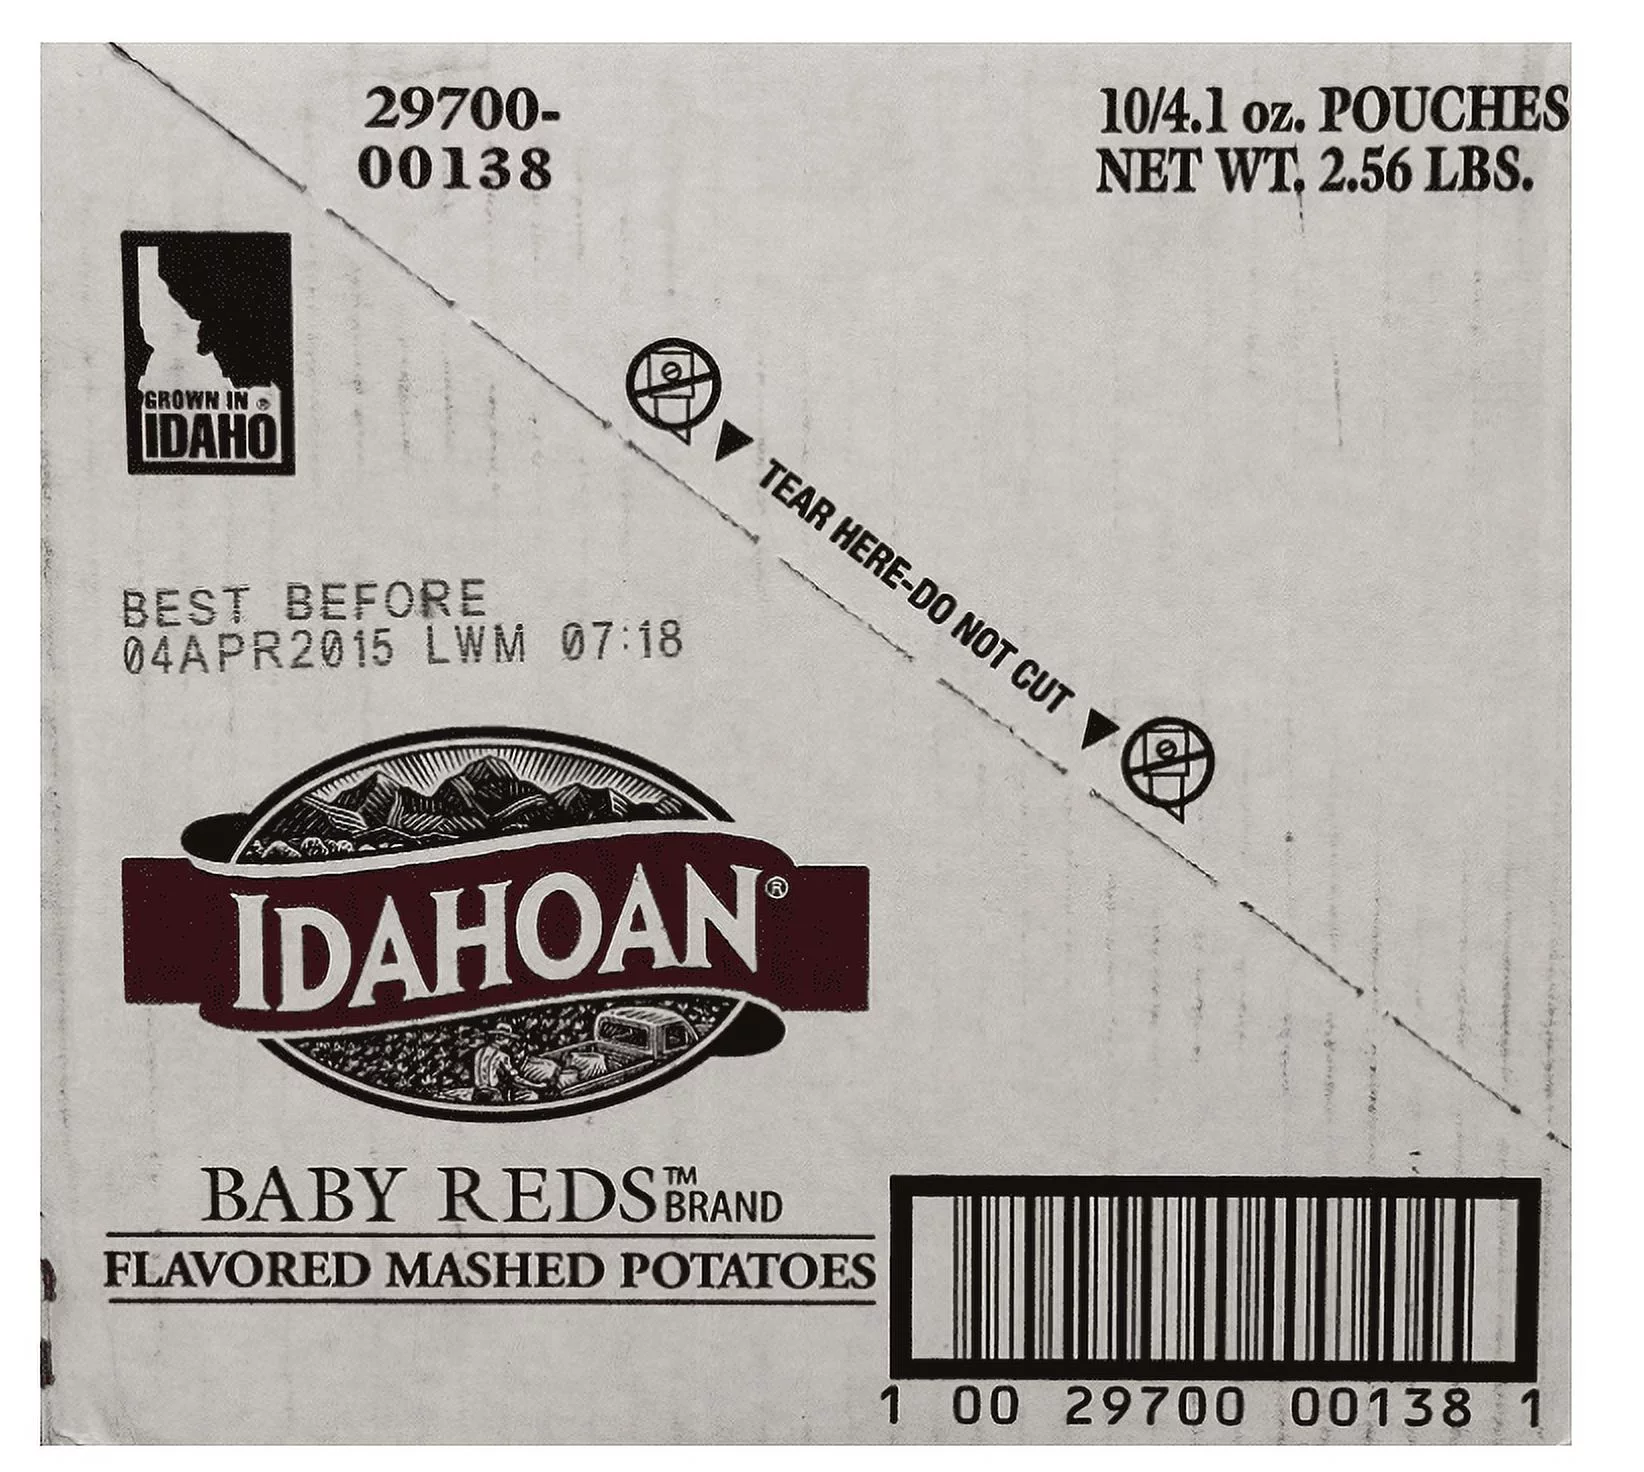 29700-
00138
10/4.1 oz. POUCHES
NET WT. 2.56 LBS.
GROWN IN ®
IDAHO
TEAR HERE-DO NOT CUT
BEST BEFORE
04APR2015 LWM 07:18
IDAHOAN®
BABY REDS™ BRAND
FLAVORED MASHED POTATOES
1 00 29700 00138 1